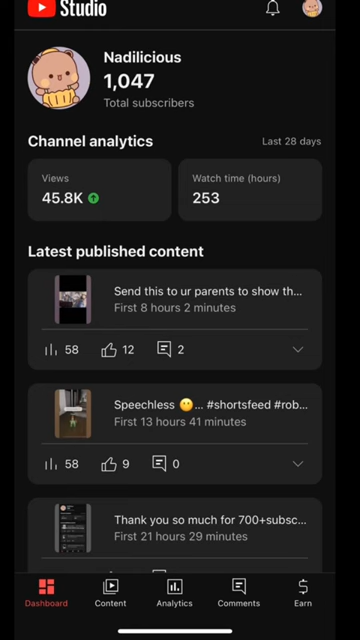 Studio
Nadilicious
1,047
Total subscribers
Channel analytics
Last 28 days
Views
45.8K
Watch time (hours)
253
Latest published content
Send this to ur parents to show th...
First 8 hours 2 minutes
58
12
2
Speechless 😶... #shortsfeed #rob...
First 13 hours 41 minutes
58
9
0
Thank you so much for 700+subsc...
First 21 hours 29 minutes
Dashboard
Content
Analytics
Comments
Earn